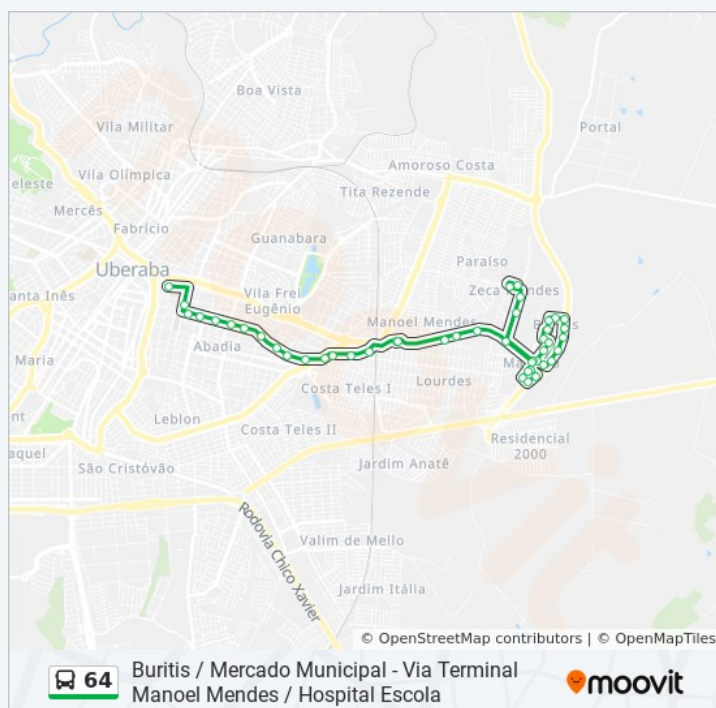 Boa Vista
Vila Militar
Portal
Amoroso Costa
Vila Olímpica
eleste
Tita Rezende
Mercês
Fabrício
Guanabara
Paraíso
Uberaba
Zeca Mendes
anta Inês
Vila Frei
Eugênio
Manoel Mendes
Abadia
Maria
Costa Teles I
Lourdes
Leblon
Costa Teles II
Residencial
2000
aquel
São Cristóvão
Jardim Anatê
Rodovia Chico Xavier
Valim de Mello
Jardim Itália
© OpenStreetMap contributors | © OpenMapTiles
64
Buritis / Mercado Municipal - Via Terminal
Manoel Mendes / Hospital Escola
moovit